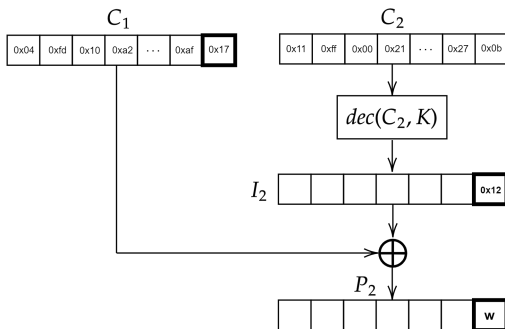 C1 C2
0x04 0xfd 0x10 0xa2 ... 0xaf 0x17 0x11 0xff 0x00 0x21 ... 0x27 0x0b
dec(C2, K)
I2 0x12
P2
w